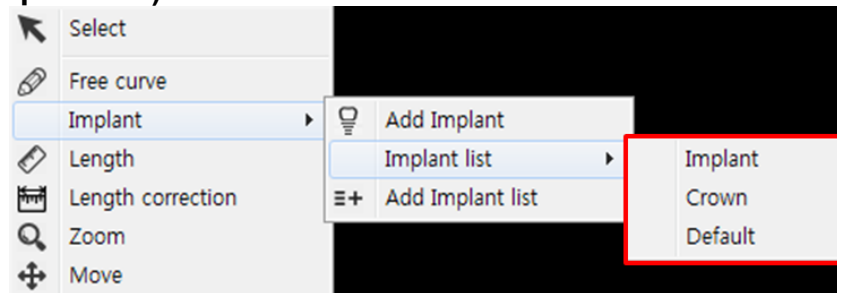 Select
Free curve
Implant
Add Implant
Length
Implant list
Implant
Length correction
Add Implant list
Crown
Zoom
Default
Move